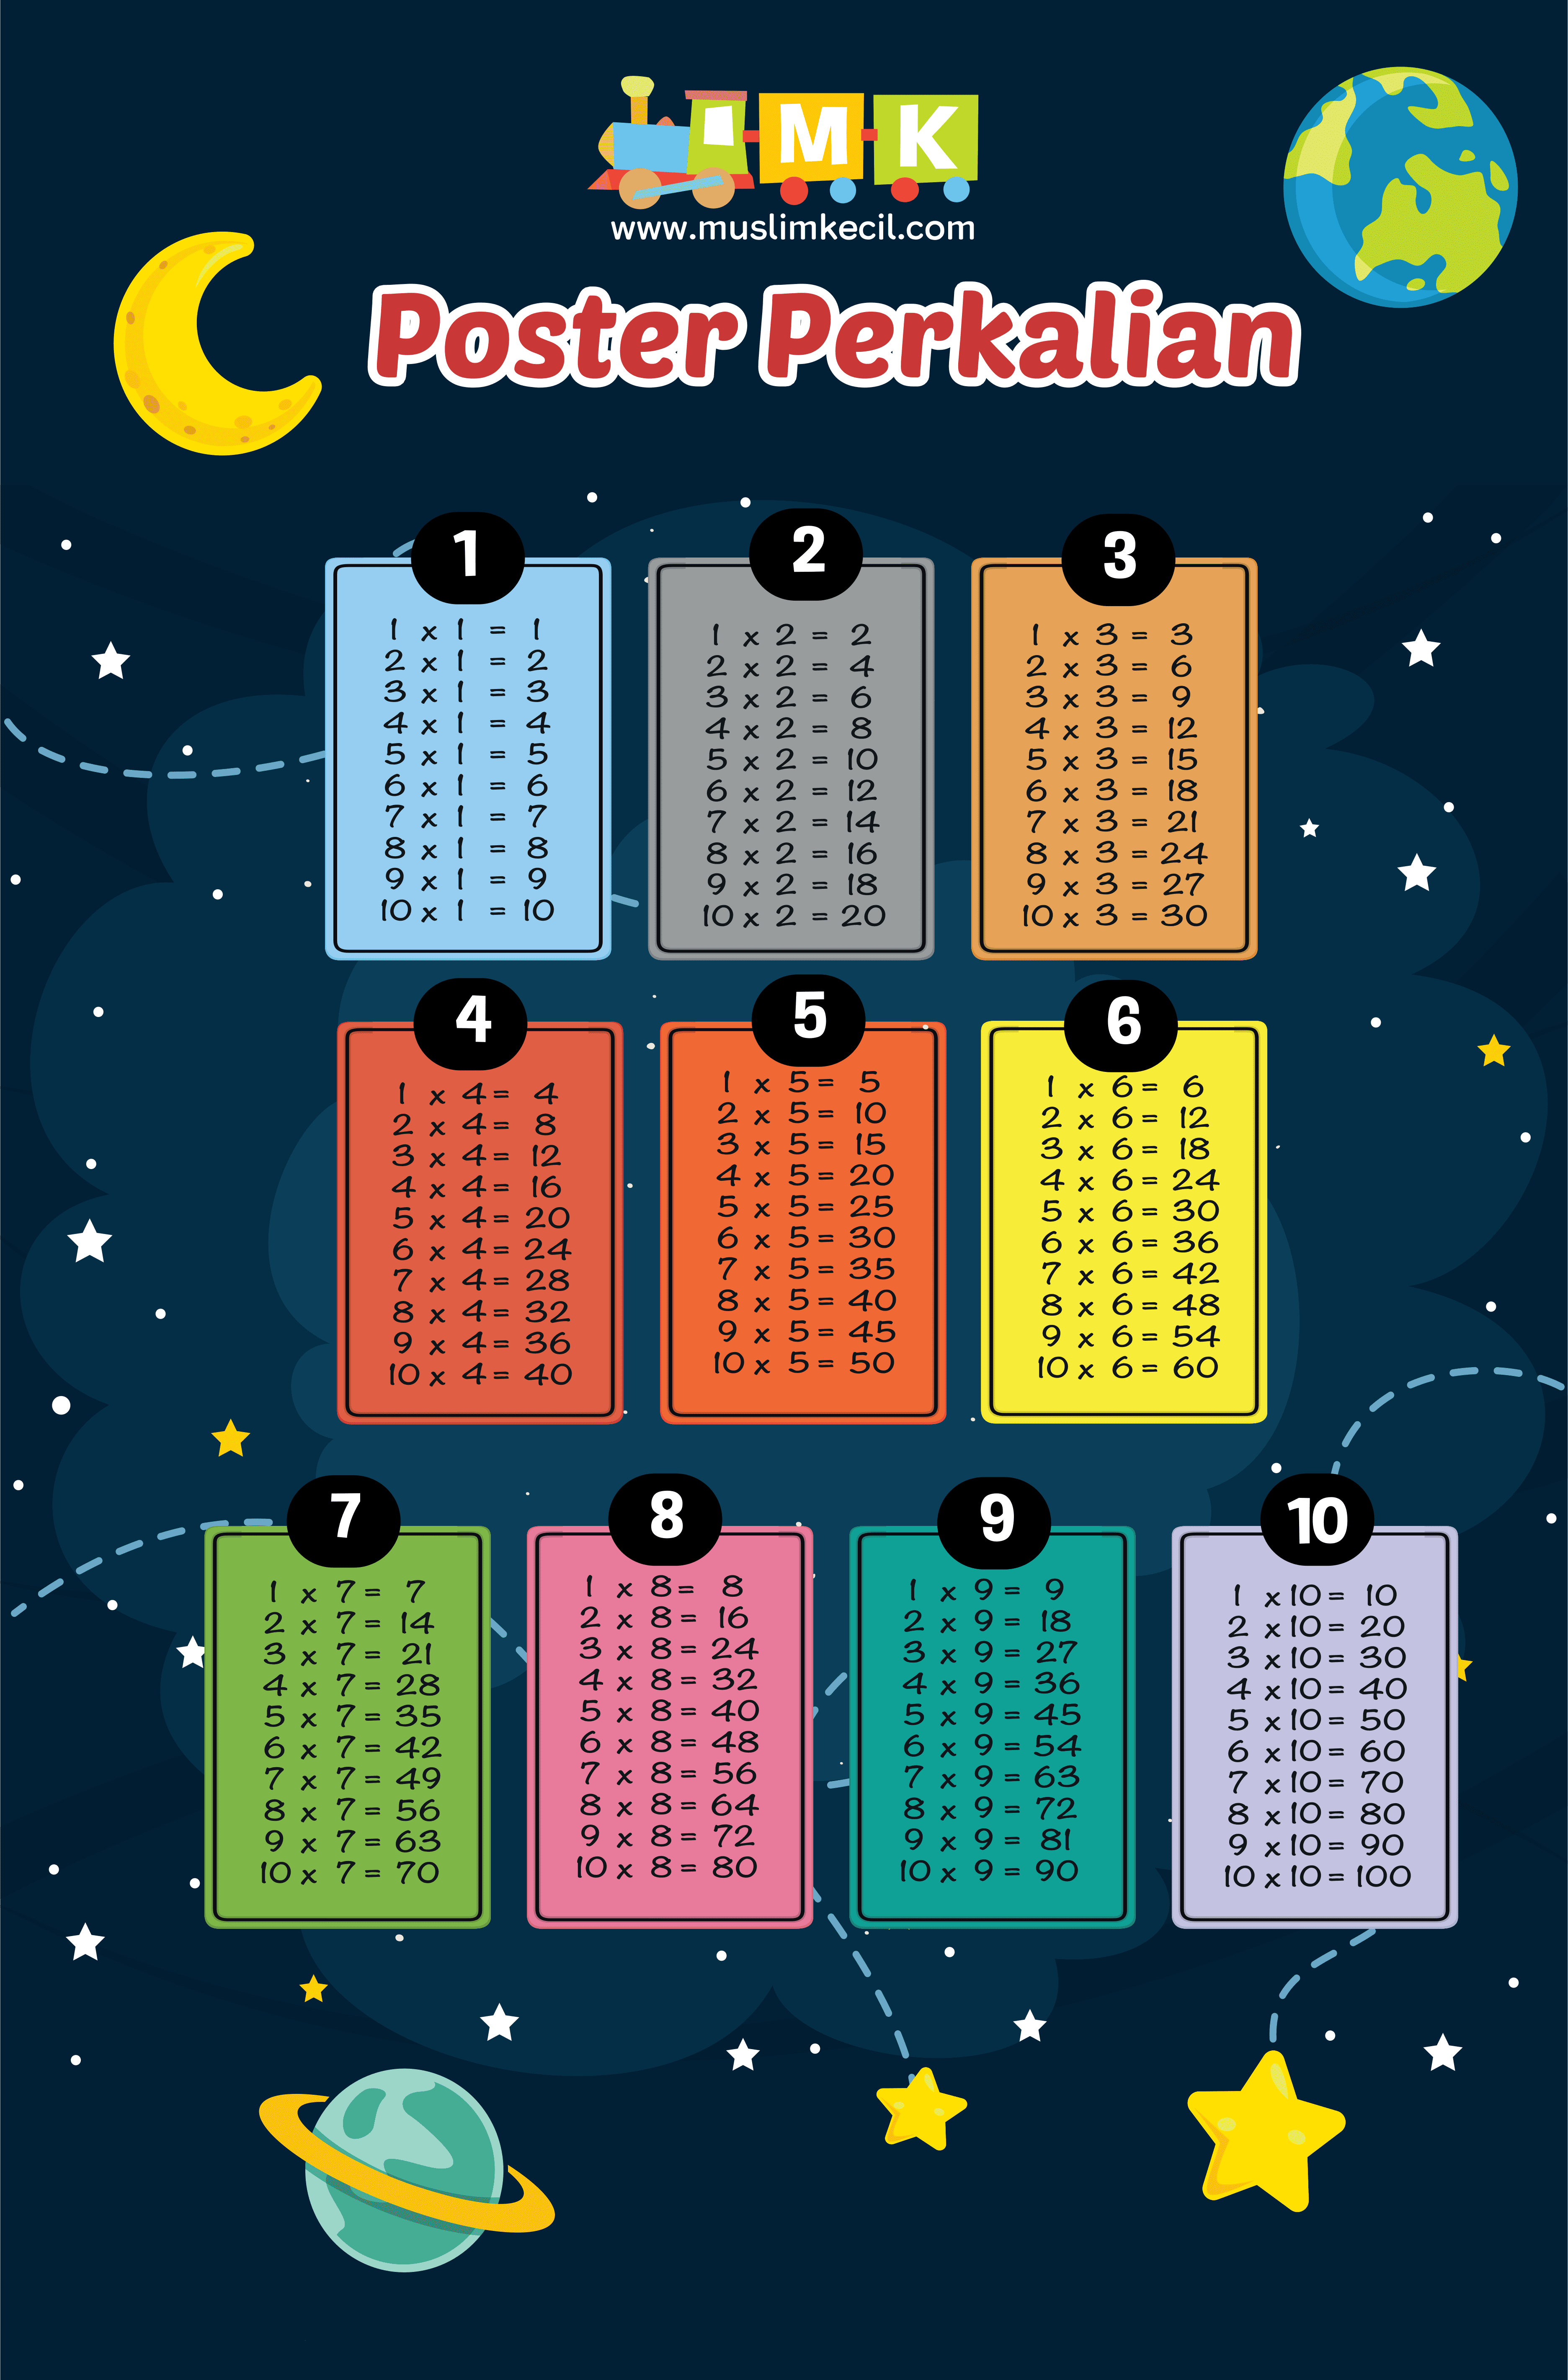 M K
www.muslimkecil.com
Poster Perkalian
1
1 x 1 = 1
2 x 1 = 2
3 x 1 = 3
4 x 1 = 4
5 x 1 = 5
6 x 1 = 6
7 x 1 = 7
8 x 1 = 8
9 x 1 = 9
10 x 1 = 10
2
1 x 2 = 2
2 x 2 = 4
3 x 2 = 6
4 x 2 = 8
5 x 2 = 10
6 x 2 = 12
7 x 2 = 14
8 x 2 = 16
9 x 2 = 18
10 x 2 = 20
3
1 x 3 = 3
2 x 3 = 6
3 x 3 = 9
4 x 3 = 12
5 x 3 = 15
6 x 3 = 18
7 x 3 = 21
8 x 3 = 24
9 x 3 = 27
10 x 3 = 30
4
1 x 4 = 4
2 x 4 = 8
3 x 4 = 12
4 x 4 = 16
5 x 4 = 20
6 x 4 = 24
7 x 4 = 28
8 x 4 = 32
9 x 4 = 36
10 x 4 = 40
5
1 x 5 = 5
2 x 5 = 10
3 x 5 = 15
4 x 5 = 20
5 x 5 = 25
6 x 5 = 30
7 x 5 = 35
8 x 5 = 40
9 x 5 = 45
10 x 5 = 50
6
1 x 6 = 6
2 x 6 = 12
3 x 6 = 18
4 x 6 = 24
5 x 6 = 30
6 x 6 = 36
7 x 6 = 42
8 x 6 = 48
9 x 6 = 54
10 x 6 = 60
7
1 x 7 = 7
2 x 7 = 14
3 x 7 = 21
4 x 7 = 28
5 x 7 = 35
6 x 7 = 42
7 x 7 = 49
8 x 7 = 56
9 x 7 = 63
10 x 7 = 70
8
1 x 8 = 8
2 x 8 = 16
3 x 8 = 24
4 x 8 = 32
5 x 8 = 40
6 x 8 = 48
7 x 8 = 56
8 x 8 = 64
9 x 8 = 72
10 x 8 = 80
9
1 x 9 = 9
2 x 9 = 18
3 x 9 = 27
4 x 9 = 36
5 x 9 = 45
6 x 9 = 54
7 x 9 = 63
8 x 9 = 72
9 x 9 = 81
10 x 9 = 90
10
1 x 10 = 10
2 x 10 = 20
3 x 10 = 30
4 x 10 = 40
5 x 10 = 50
6 x 10 = 60
7 x 10 = 70
8 x 10 = 80
9 x 10 = 90
10 x 10 = 100